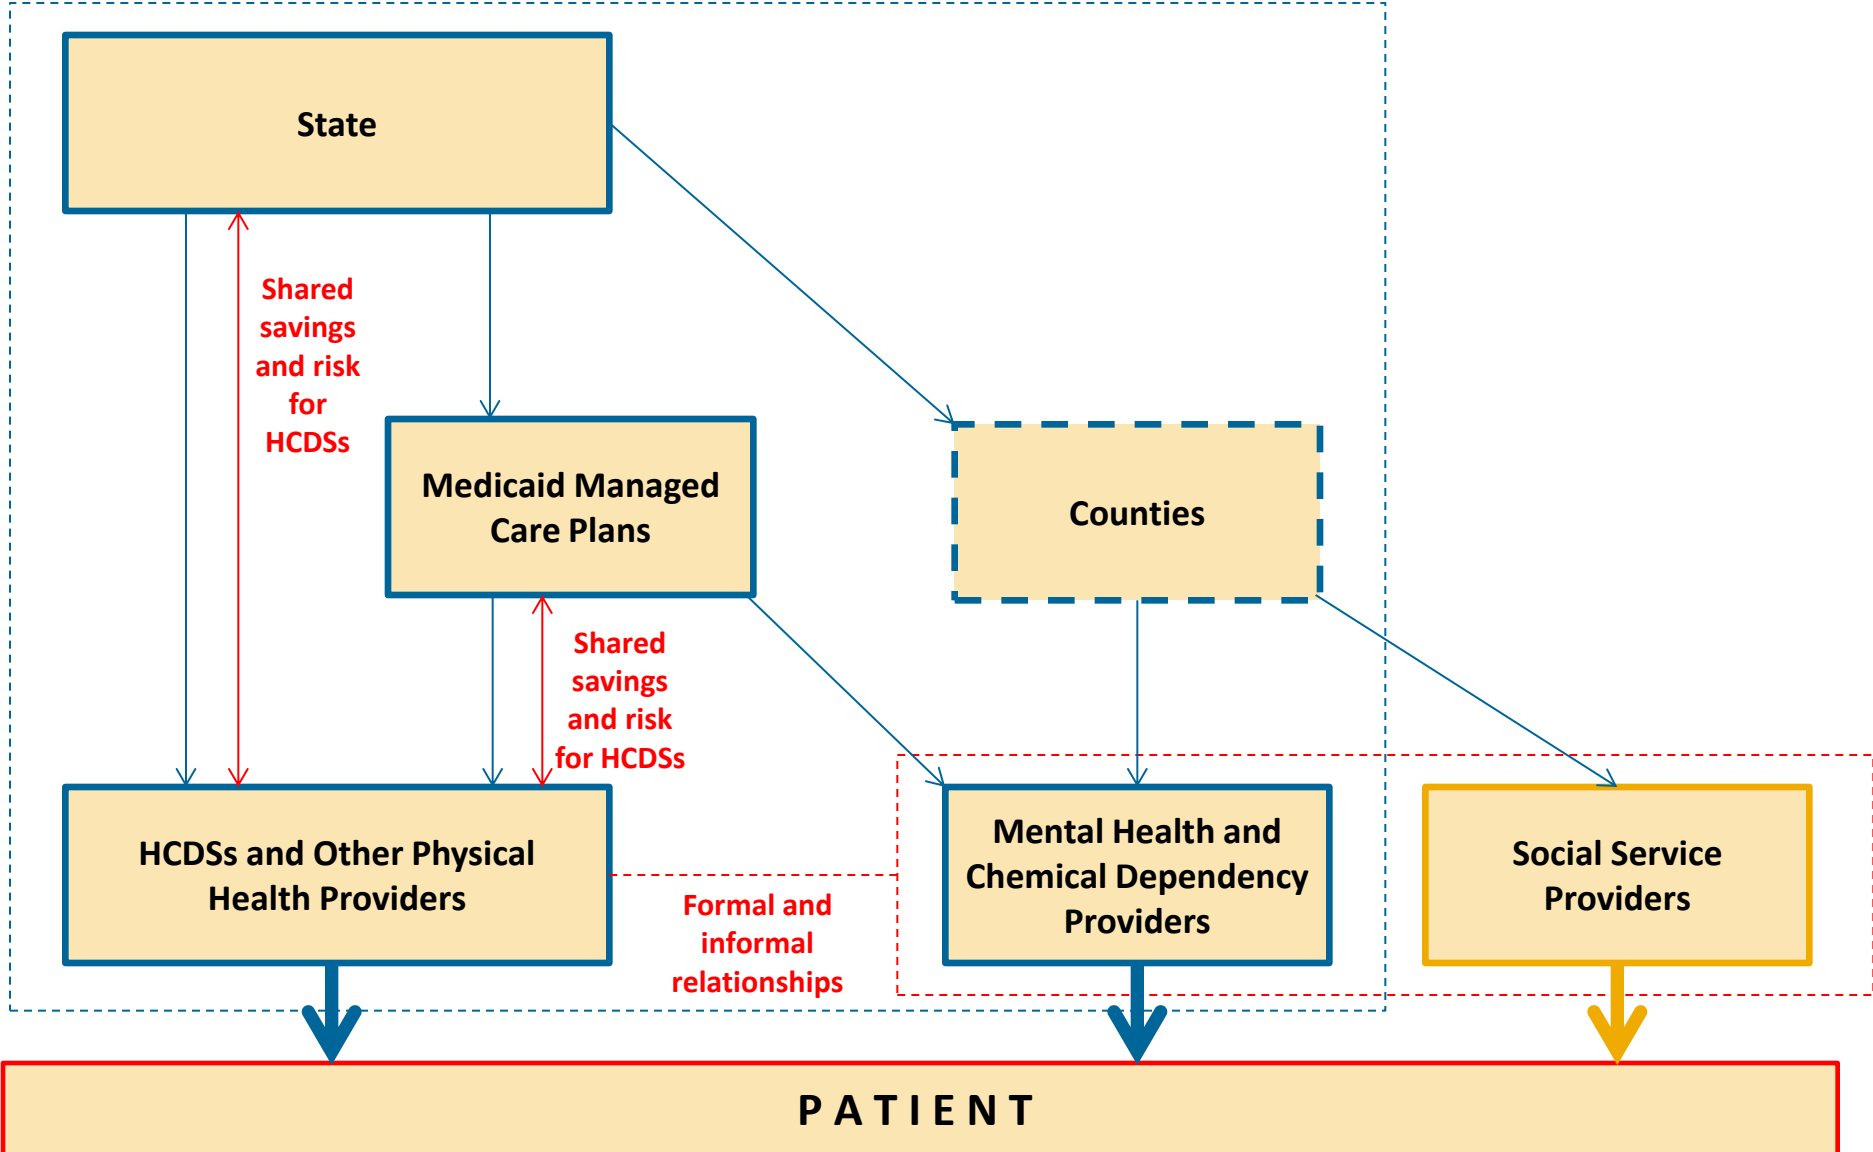 State
Shared
savings
and risk
for
HCDSs
Medicaid Managed
Care Plans
Counties
Shared
savings
and risk
for HCDSs
HCDSs and Other Physical
Health Providers
Formal and
informal
relationships
Mental Health and
Chemical Dependency
Providers
Social Service
Providers
PATIENT